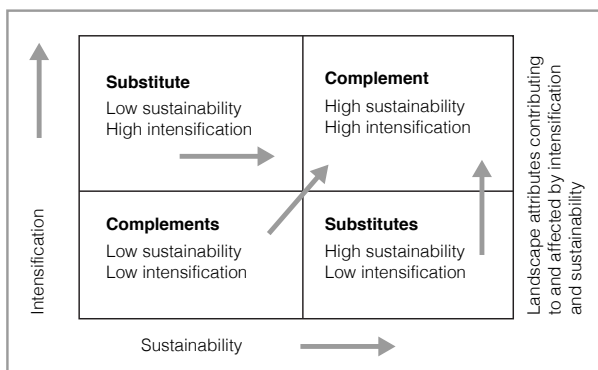 Substitute
Low sustainability
High intensification
Complement
High sustainability
High intensification
Complements
Low sustainability
Low intensification
Substitutes
High sustainability
Low intensification
Intensification
Sustainability
Landscape attributes contributing
to and affected by intensification
and sustainability